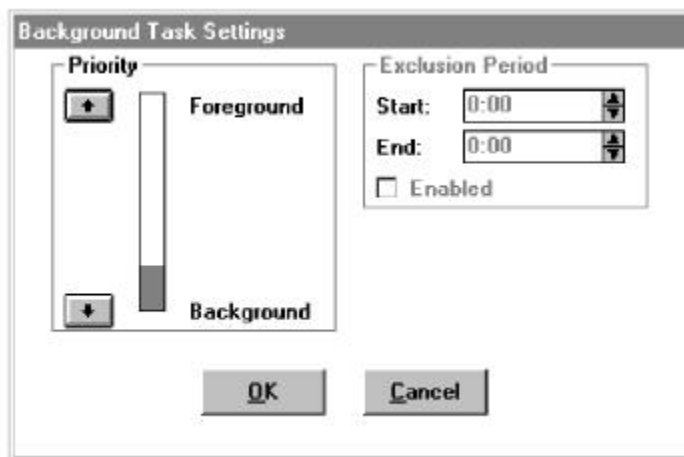 Background Task Settings
Priority
Foreground
Background
Exclusion Period
Start: 0:00
End: 0:00
Enabled
OK
Cancel